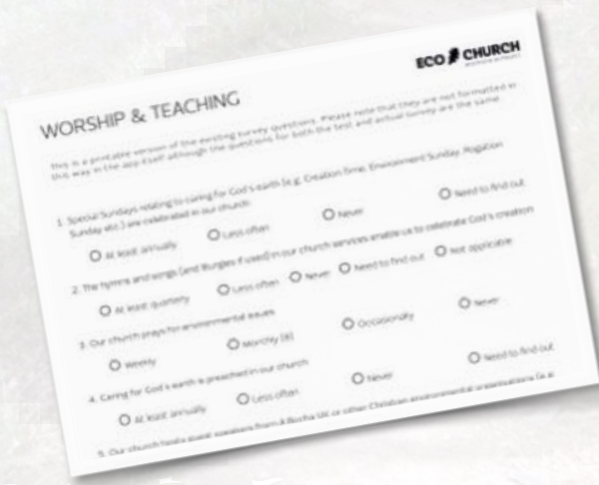 ECO CHURCH
WORSHIP & TEACHING
This is a printable version of the existing survey questions. Please note that they are not formatted in
this way in the app itself although the questions for both the test and actual survey are the same.
1. Special Sundays relating to caring for God's earth (e.g. Creation Time, Environment Sunday, Rogation
Sunday etc.) are celebrated in our church.
At least annually Less often Never Need to find out
2. The hymns and songs (and liturgies if used) in our church services enable us to celebrate God's creation
At least quarterly Less often Never Need to find out Not applicable
3. Our church prays for environmental issues
Weekly Monthly Occasionally Never
4. Caring for God's earth is preached in our church
At least annually Less often Never Need to find out
5. Our church hosts guest speakers from A Rocha UK or other Christian environmental organisations (e.g.